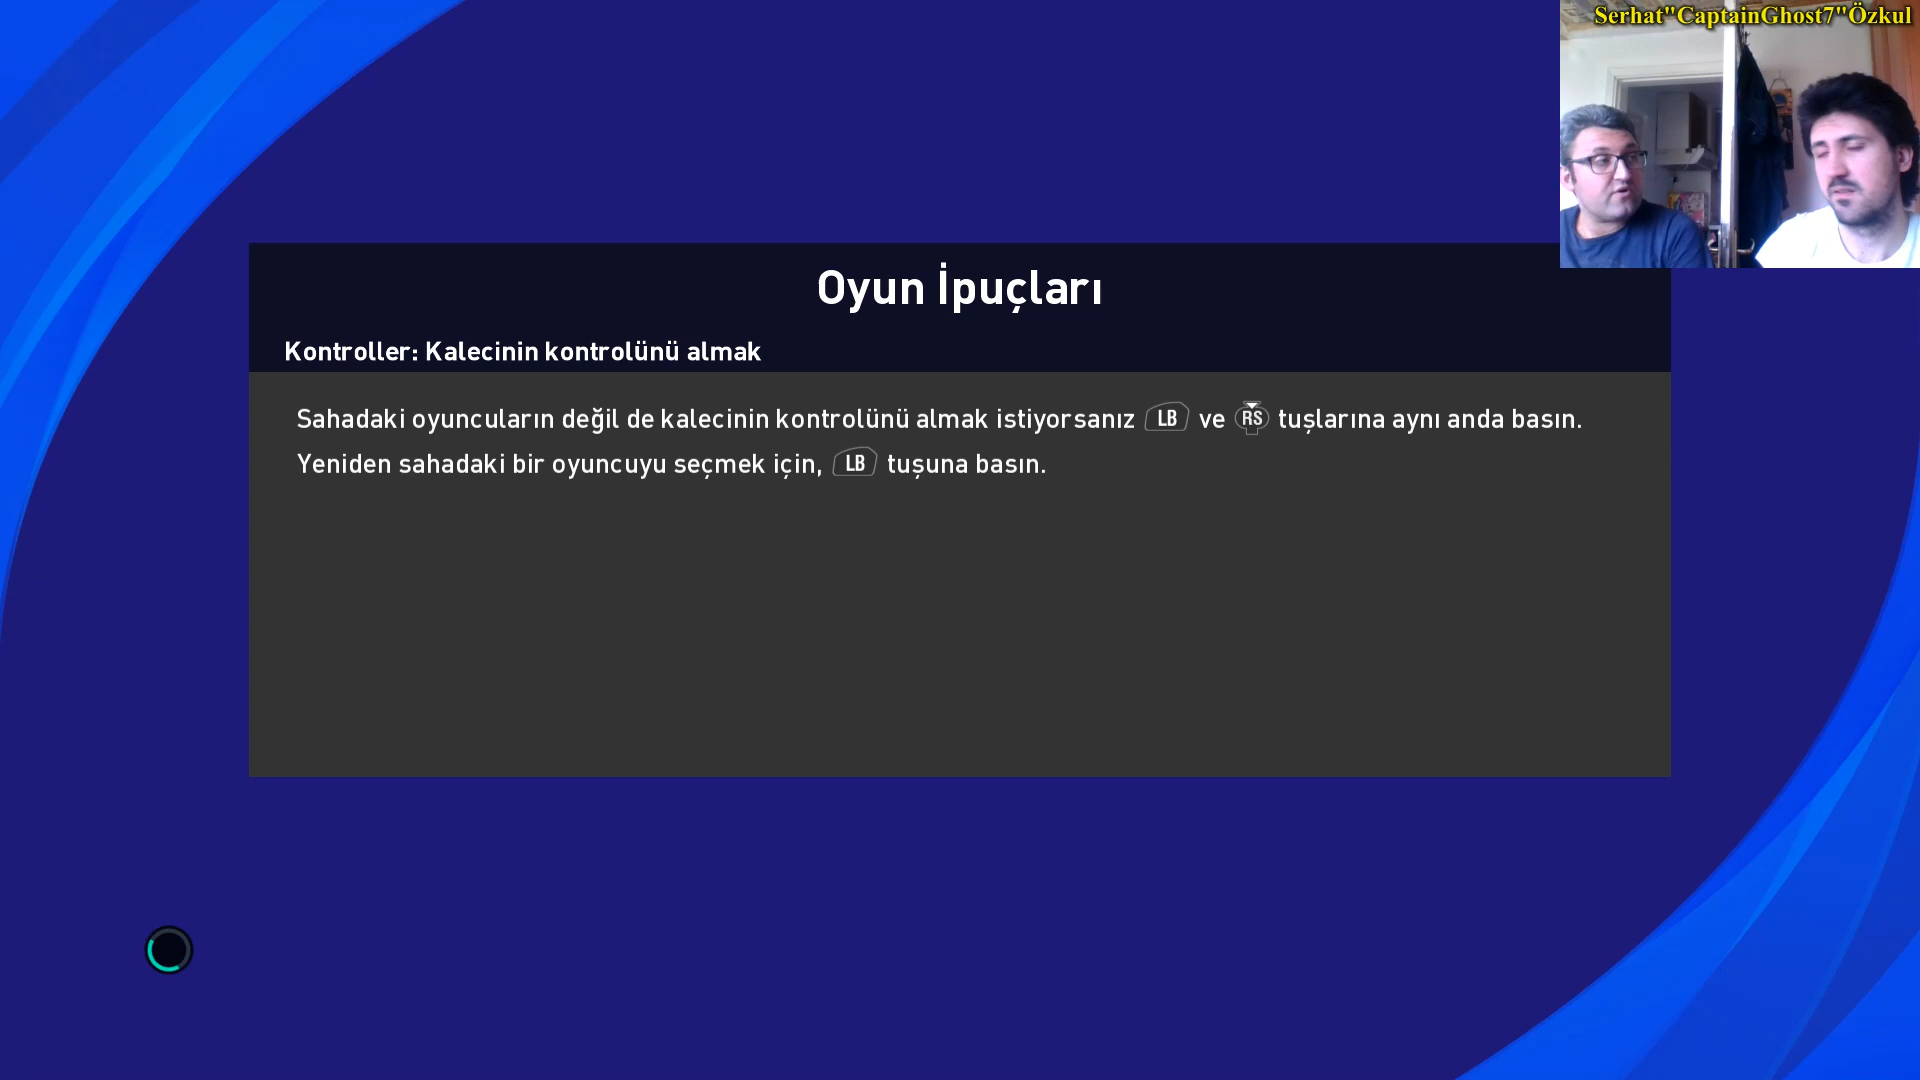 Serhat"CaptainGhost7"Özkul
Oyun İpuçları
Kontroller: Kalecinin kontrolünü almak
Sahadaki oyuncuların değil de kalecinin kontrolünü almak istiyorsanız LB ve RS tuşlarına aynı anda basın.
Yeniden sahadaki bir oyuncuyu seçmek için, LB tuşuna basın.